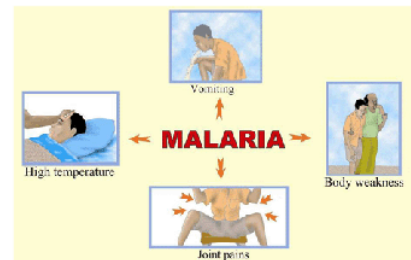 Vomiting
MALARIA
High temperature
Body weakness
Joint pains